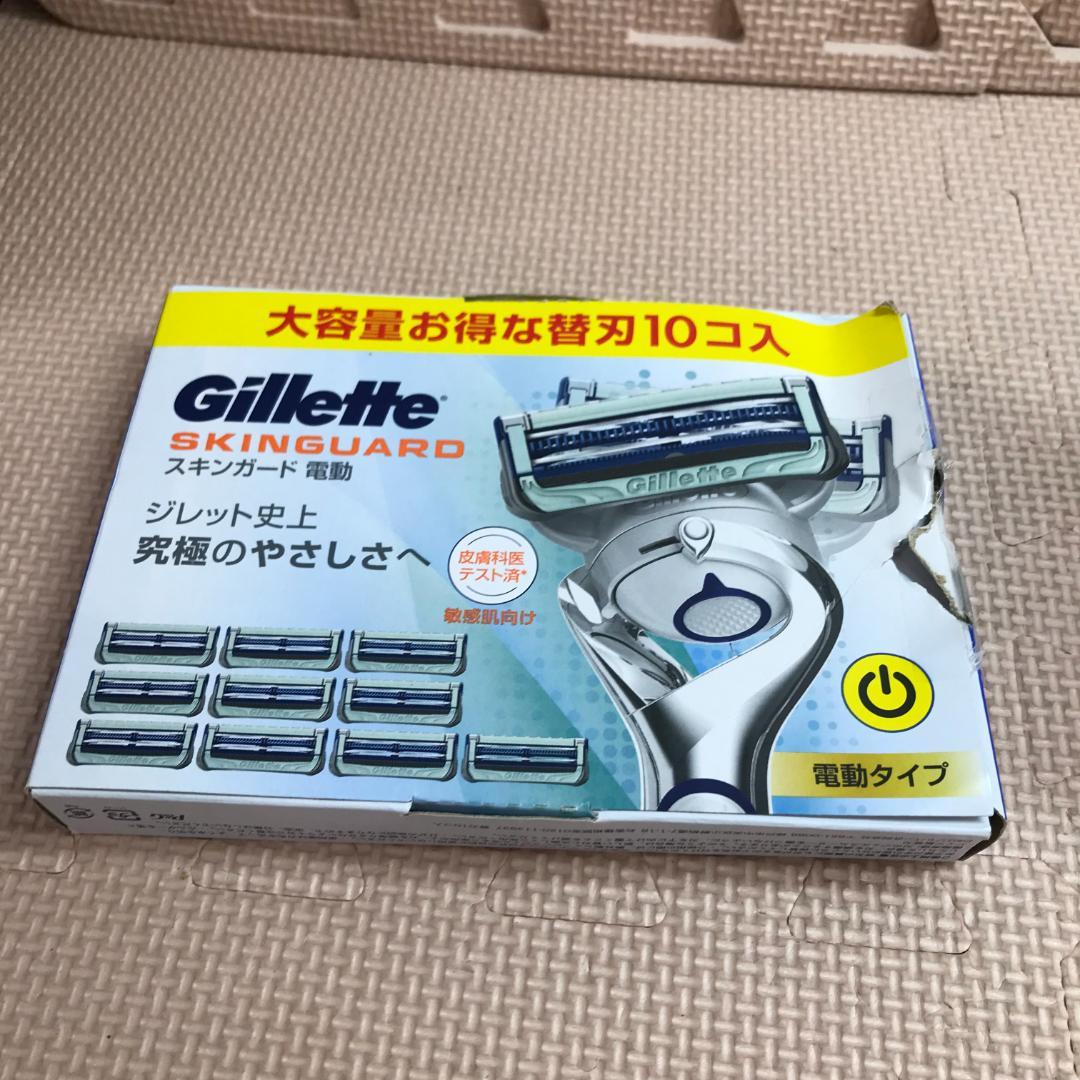 大容量お得な替刃10コ入
Gillette
SKINGUARD
スキンガード 電動
ジレット史上
究極のやさしさへ
皮膚科医
テスト済*
敏感肌向け
Gillette
電動タイプ
P&G